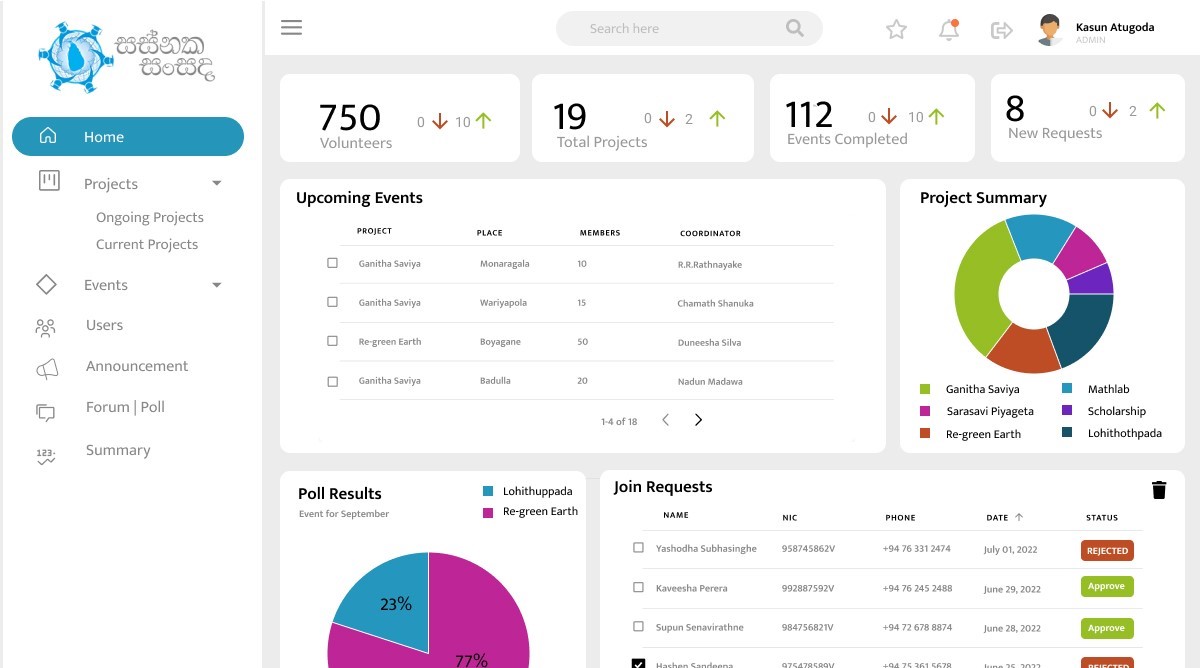 සස්නක
සංසද
Search here
Kasun Atugoda
ADMIN
Home
Projects
Ongoing Projects
Current Projects
Events
Users
Announcement
Forum | Poll
Summary
750 0 10
Volunteers
19 0 2
Total Projects
112 0 10
Events Completed
8 0 2
New Requests
Upcoming Events
PROJECT PLACE MEMBERS COORDINATOR
Ganitha Saviya Monaragala 10 R.R.Rathnayake
Ganitha Saviya Wariyapola 15 Chamath Shanuka
Re-green Earth Boyagane 50 Duneesha Silva
Ganitha Saviya Badulla 20 Nadun Madawa
1-4 of 18
Project Summary
Ganitha Saviya Mathlab
Sarasavi Piyageta Scholarship
Re-green Earth Lohithothpada
Poll Results
Event for September
Lohithuppada
Re-green Earth
23%
77%
Join Requests
NAME NIC PHONE DATE STATUS
Yashodha Subhasinghe 958745862V +94 76 331 2474 July 01, 2022 REJECTED
Kaveesha Perera 992887592V +94 76 245 2488 June 29, 2022 Approve
Supun Senavirathne 984756821V +94 72 678 8874 June 28, 2022 Approve
Hashen Sandeepa 975478589V +94 75 361 5678 June 25, 2022 REJECTED